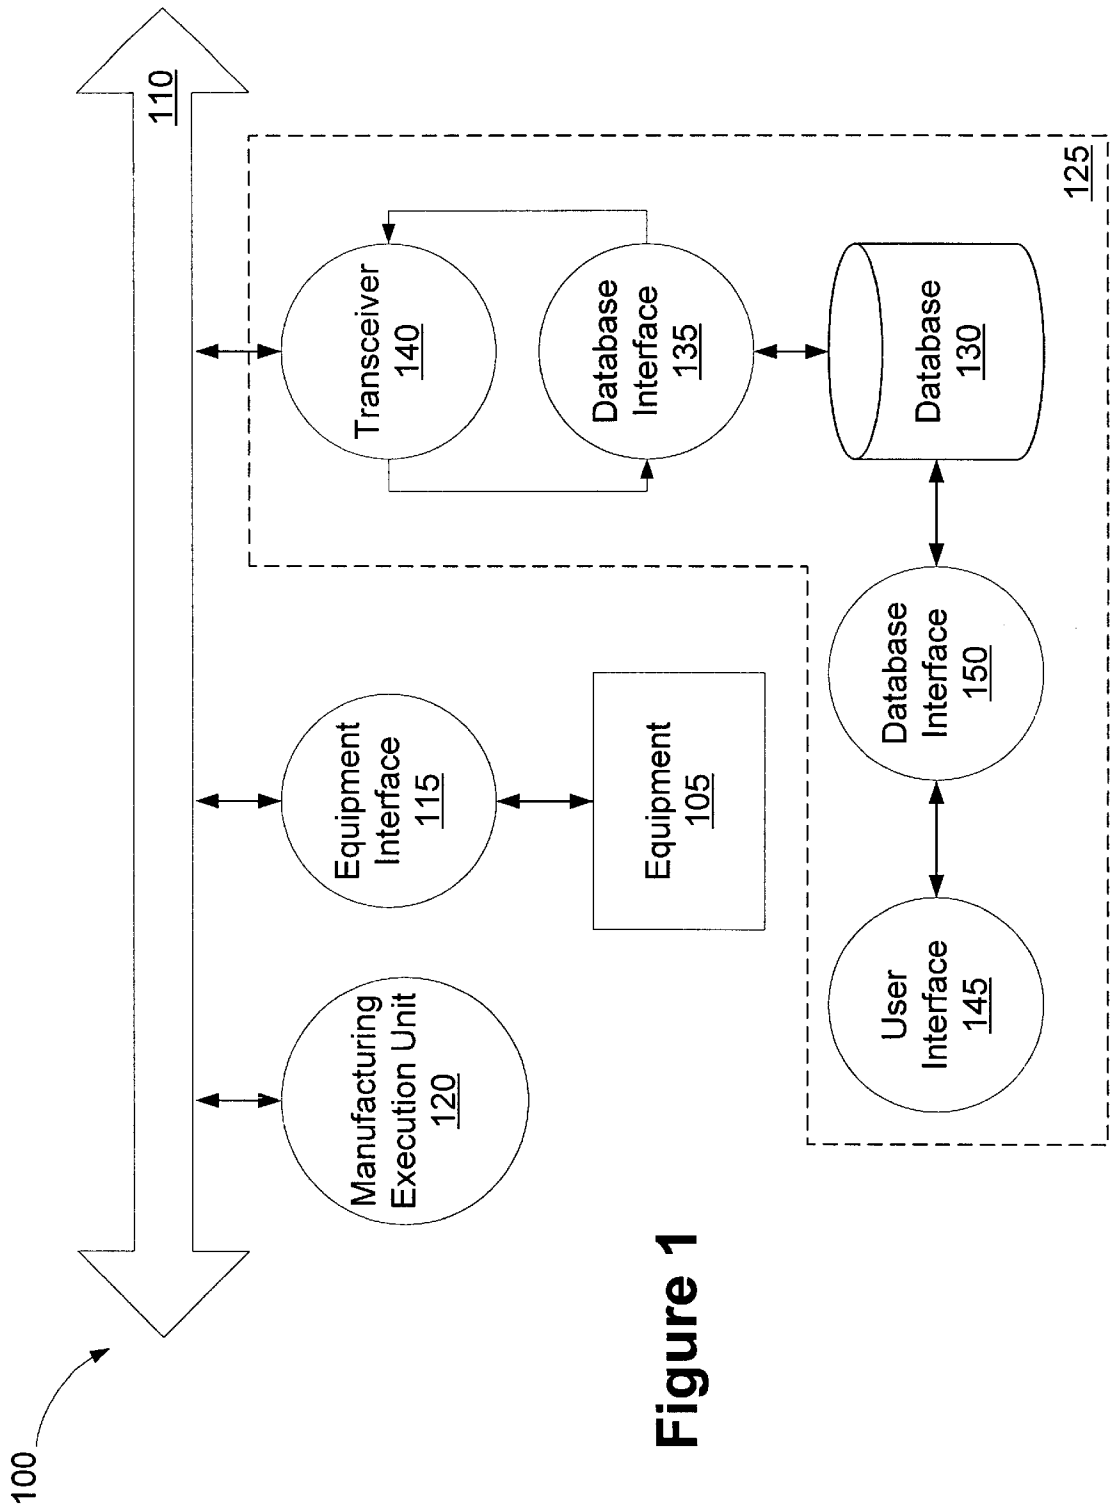 100
110
Manufacturing
Execution Unit
120
Equipment
Interface
115
Transceiver
140
Equipment
105
Database
Interface
135
User
Interface
145
Database
Interface
150
Database
130
125
Figure 1